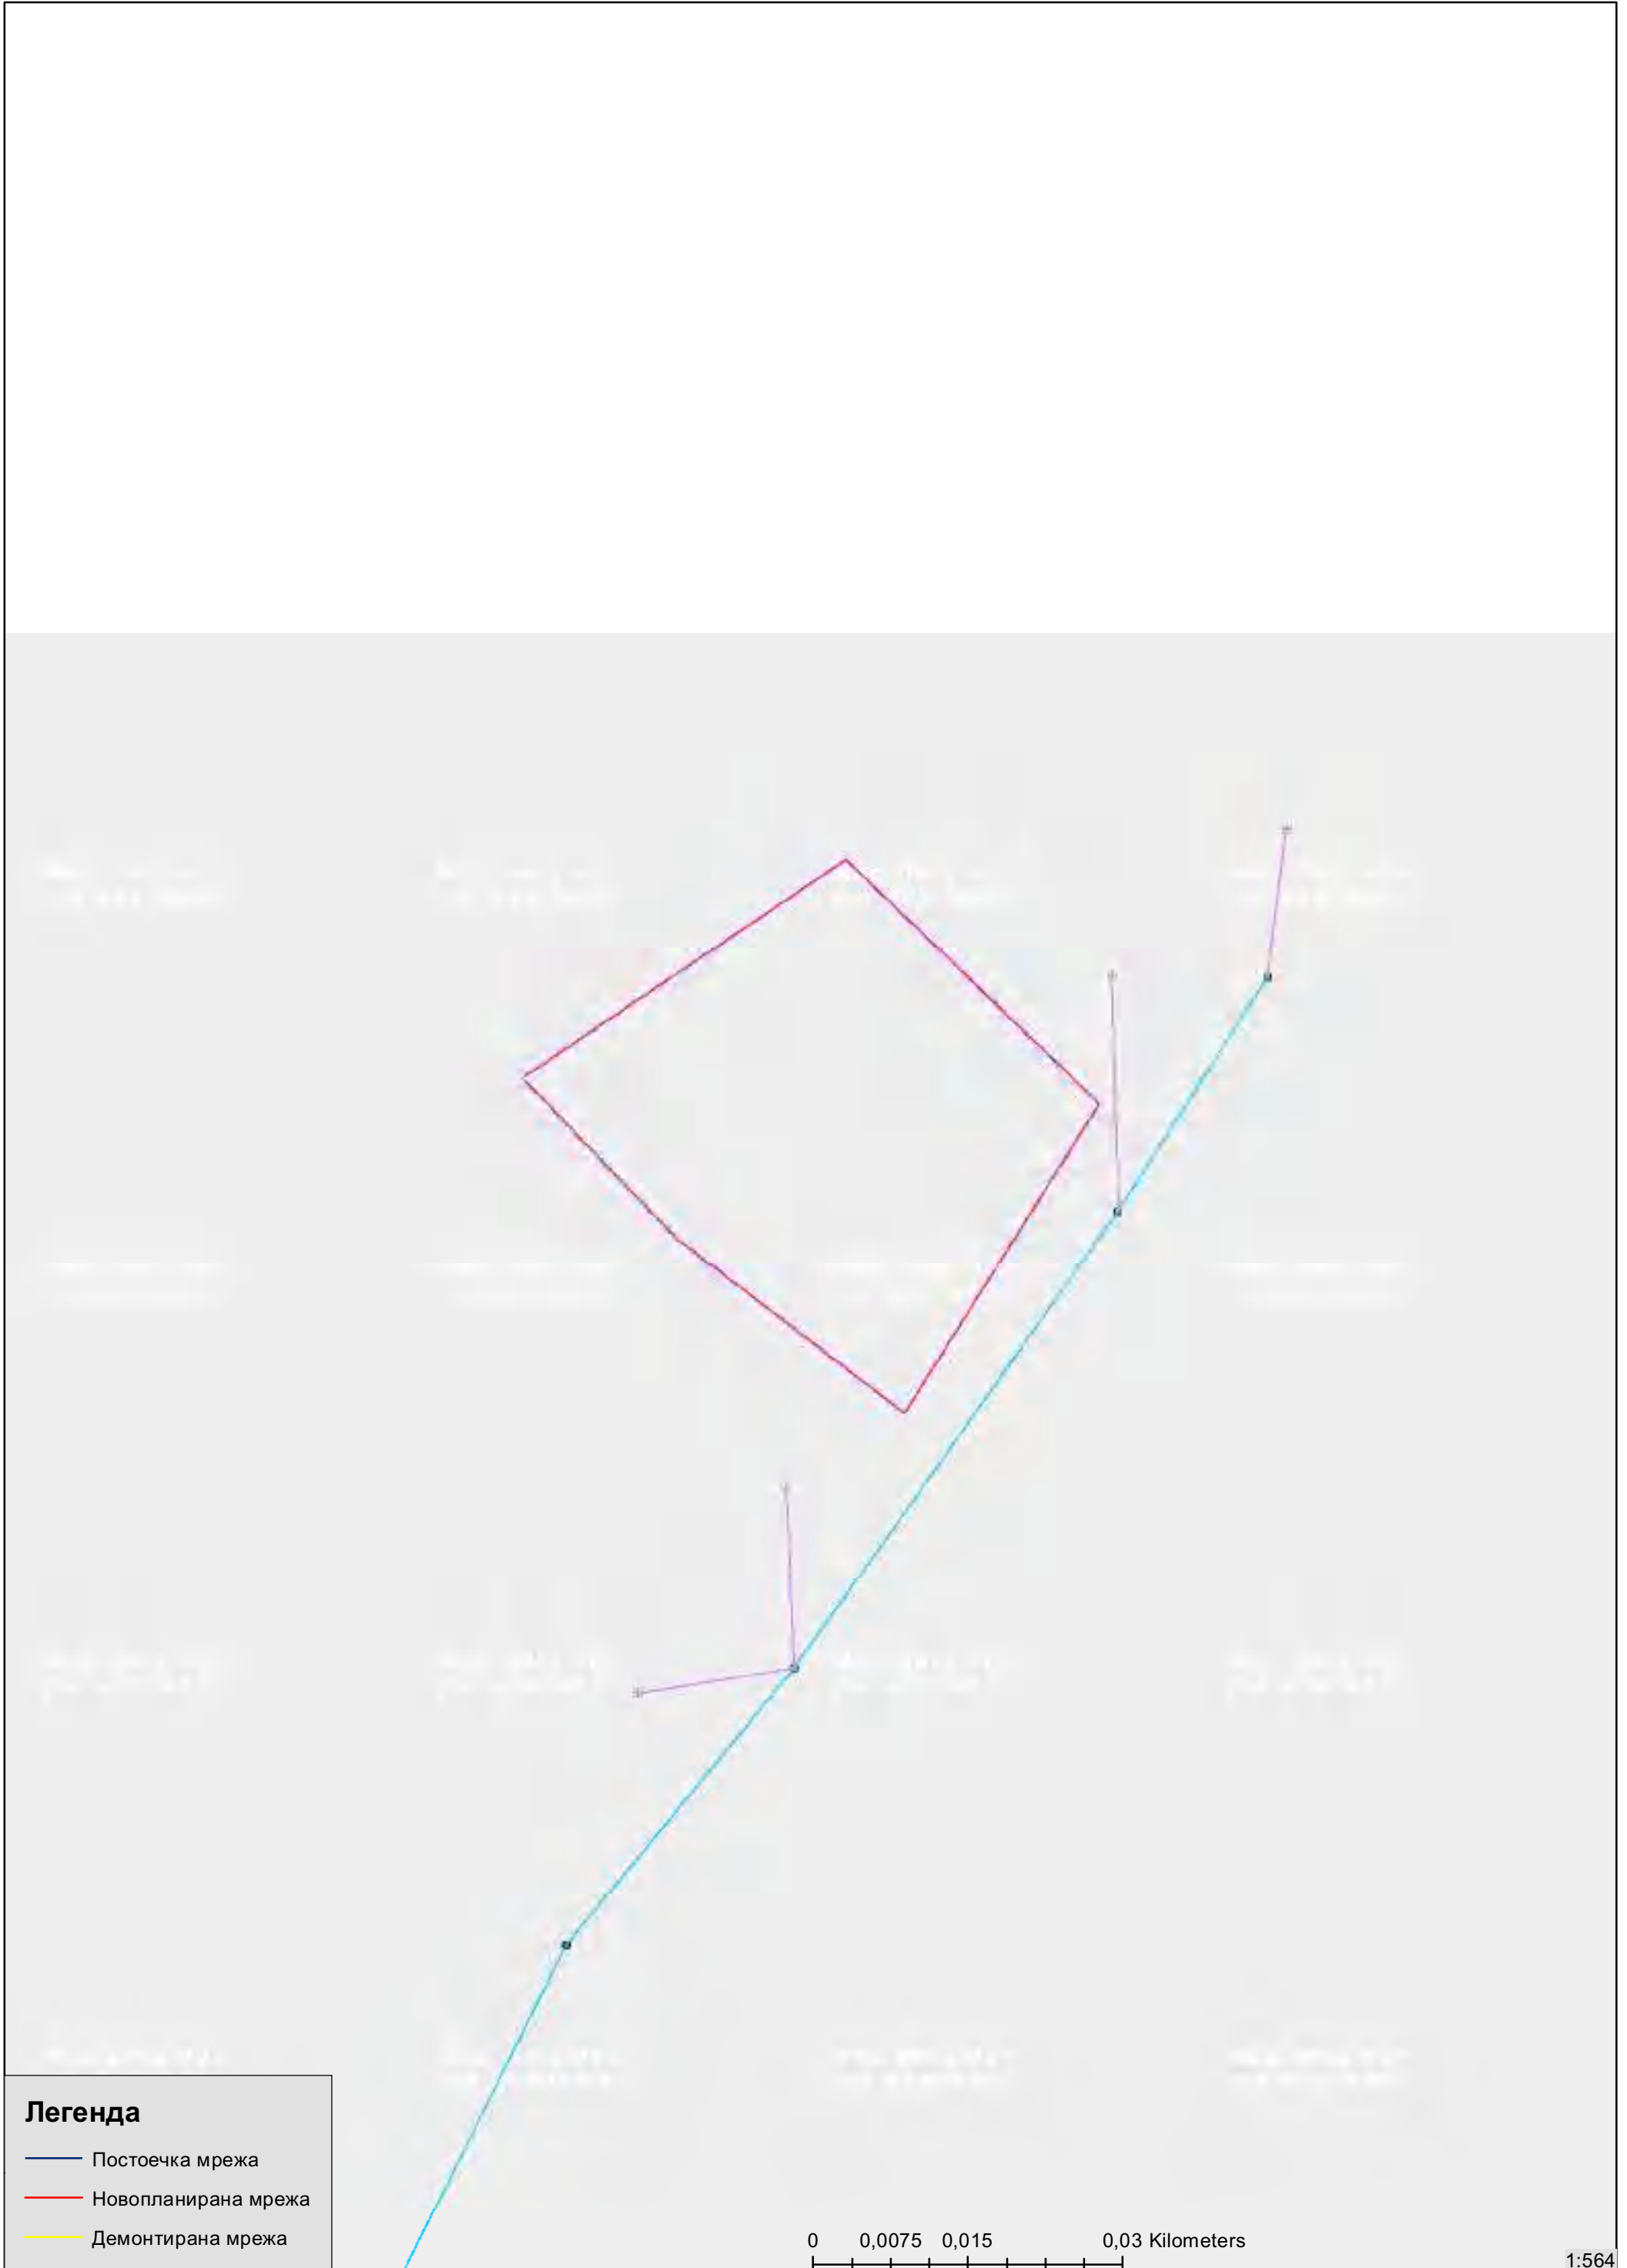 Легенда
Постоечка мрежа
Новопланирана мрежа
Демонтирана мрежа
0 0,0075 0,015 0,03 Kilometers
1:564